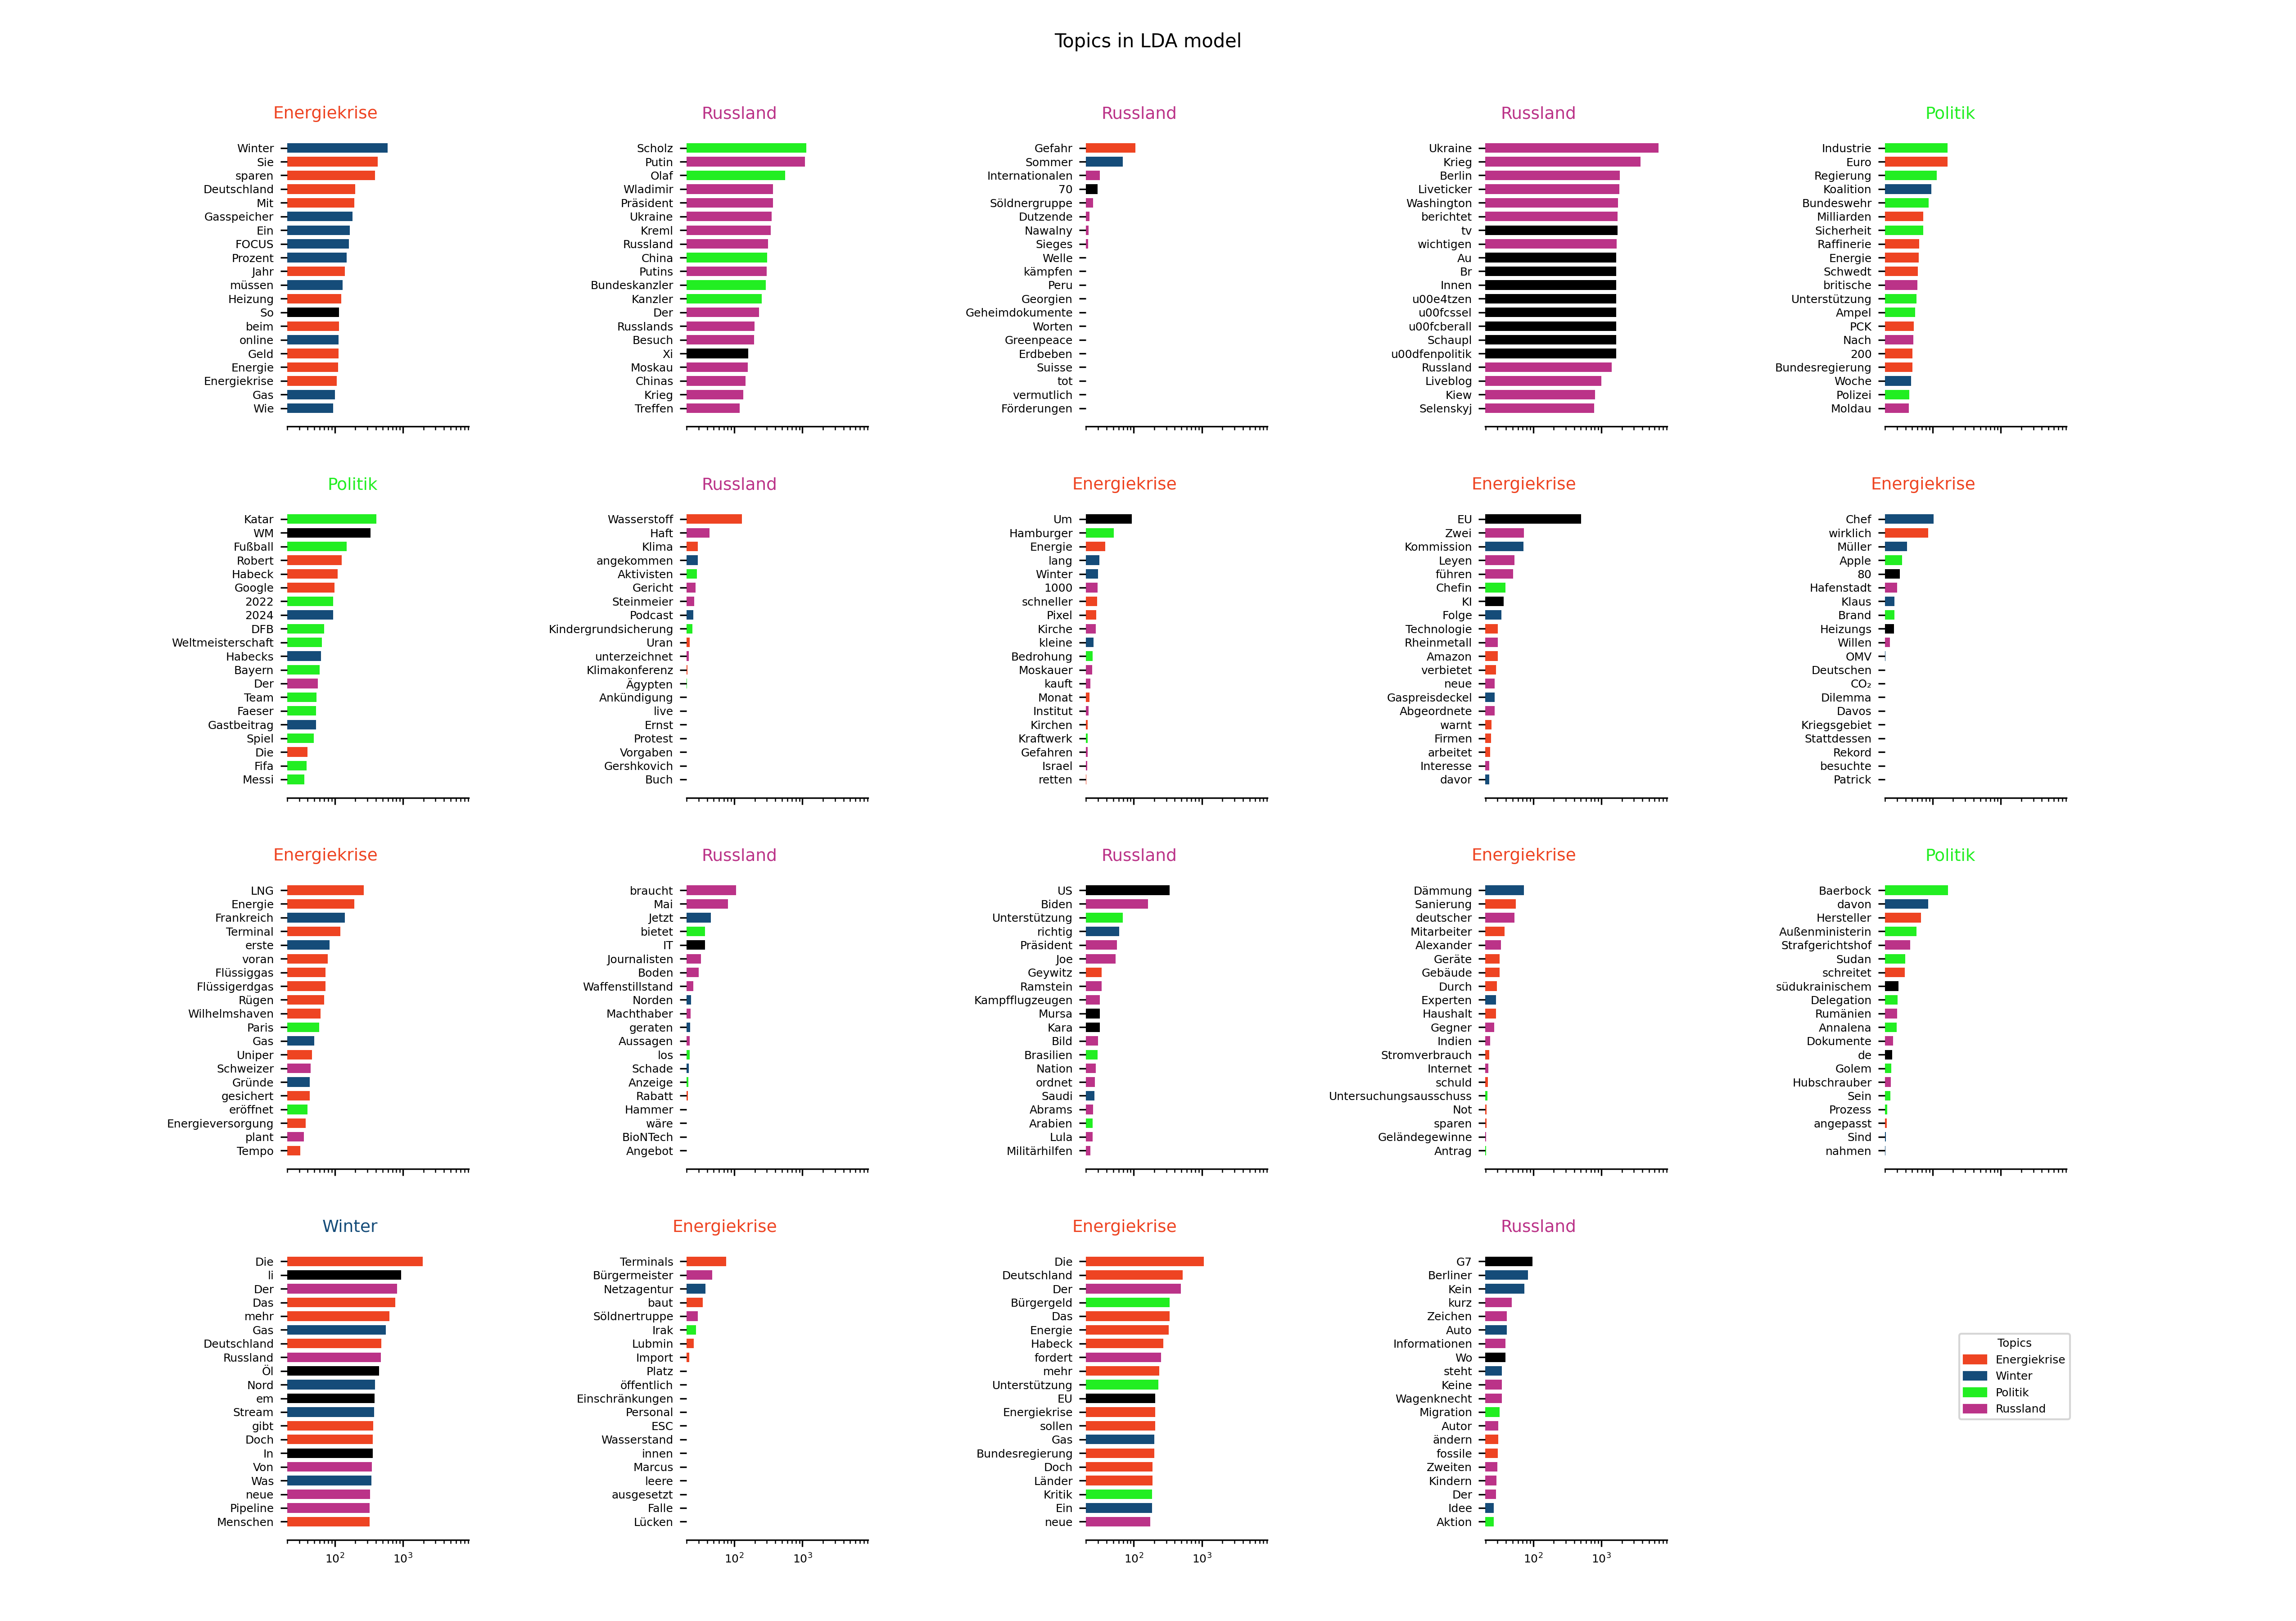 Topics in LDA model
Energiekrise
Winter
Sie
sparen
Deutschland
Mit
Gasspeicher
Ein
FOCUS
Prozent
Jahr
müssen
Heizung
So
beim
online
Geld
Energie
Energiekrise
Gas
Wie
Russland
Scholz
Putin
Olaf
Wladimir
Präsident
Ukraine
Kreml
Russland
China
Putins
Bundeskanzler
Kanzler
Der
Russlands
Besuch
Xi
Moskau
Chinas
Krieg
Treffen
Russland
Gefahr
Sommer
Internationalen
70
Söldnergruppe
Dutzende
Nawalny
Sieges
Welle
kämpfen
Peru
Georgien
Geheimdokumente
Worten
Greenpeace
Erdbeben
Suisse
tot
vermutlich
Förderungen
Russland
Ukraine
Krieg
Berlin
Liveticker
Washington
berichtet
tv
wichtigen
Au
Br
Innen
u00e4tzen
u00fcssel
u00fcberall
Schaupl
u00dfenpolitik
Russland
Liveblog
Kiew
Selenskyj
Politik
Industrie
Euro
Regierung
Koalition
Bundeswehr
Milliarden
Sicherheit
Raffinerie
Energie
Schwedt
britische
Unterstützung
Ampel
PCK
Nach
200
Bundesregierung
Woche
Polizei
Moldau
Politik
Katar
WM
Fußball
Robert
Habeck
Google
2022
2024
DFB
Weltmeisterschaft
Habecks
Bayern
Der
Team
Faeser
Gastbeitrag
Spiel
Die
Fifa
Messi
Russland
Wasserstoff
Haft
Klima
angekommen
Aktivisten
Gericht
Steinmeier
Podcast
Kindergrundsicherung
Uran
unterzeichnet
Klimakonferenz
Ägypten
Ankündigung
live
Ernst
Protest
Vorgaben
Gershkovich
Buch
Energiekrise
Um
Hamburger
Energie
lang
Winter
1000
schneller
Pixel
Kirche
kleine
Bedrohung
Moskauer
kauft
Monat
Institut
Kirchen
Kraftwerk
Gefahren
Israel
retten
Energiekrise
EU
Zwei
Kommission
Leyen
führen
Chefin
KI
Folge
Technologie
Rheinmetall
Amazon
verbietet
neue
Gaspreisdeckel
Abgeordnete
warnt
Firmen
arbeitet
Interesse
davor
Energiekrise
Chef
wirklich
Müller
Apple
80
Hafenstadt
Klaus
Brand
Heizungs
Willen
OMV
Deutschen
CO₂
Dilemma
Davos
Kriegsgebiet
Stattdessen
Rekord
besuchte
Patrick
Energiekrise
LNG
Energie
Frankreich
Terminal
erste
voran
Flüssiggas
Flüssigerdgas
Rügen
Wilhelmshaven
Paris
Gas
Uniper
Schweizer
Gründe
gesichert
eröffnet
Energieversorgung
plant
Tempo
Russland
braucht
Mai
Jetzt
bietet
IT
Journalisten
Boden
Waffenstillstand
Norden
Machthaber
geraten
Aussagen
los
Schade
Anzeige
Rabatt
Hammer
wäre
BioNTech
Angebot
Russland
US
Biden
Unterstützung
richtig
Präsident
Joe
Geywitz
Ramstein
Kampfflugzeugen
Mursa
Kara
Bild
Brasilien
Nation
ordnet
Saudi
Abrams
Arabien
Lula
Militärhilfen
Energiekrise
Dämmung
Sanierung
deutscher
Mitarbeiter
Alexander
Geräte
Gebäude
Durch
Experten
Haushalt
Gegner
Indien
Stromverbrauch
Internet
schuld
Untersuchungsausschuss
Not
sparen
Geländegewinne
Antrag
Politik
Baerbock
davon
Hersteller
Außenministerin
Strafgerichtshof
Sudan
schreitet
südukrainischem
Delegation
Rumänien
Annalena
Dokumente
de
Golem
Hubschrauber
Sein
Prozess
angepasst
Sind
nahmen
Winter
Die
li
Der
Das
mehr
Gas
Deutschland
Russland
Öl
Nord
em
Stream
gibt
Doch
In
Von
Was
neue
Pipeline
Menschen
10² 10³
Energiekrise
Terminals
Bürgermeister
Netzagentur
baut
Söldnertruppe
Irak
Lubmin
Import
Platz
öffentlich
Einschränkungen
Personal
ESC
Wasserstand
innen
Marcus
leere
ausgesetzt
Falle
Lücken
10² 10³
Energiekrise
Die
Deutschland
Der
Bürgergeld
Das
Energie
Habeck
fordert
mehr
Unterstützung
EU
Energiekrise
sollen
Gas
Bundesregierung
Doch
Länder
Kritik
Ein
neue
10² 10³
Russland
G7
Berliner
Kein
kurz
Zeichen
Auto
Informationen
Wo
steht
Keine
Wagenknecht
Migration
Autor
ändern
fossile
Zweiten
Kindern
Der
Idee
Aktion
10² 10³
Topics
Energiekrise
Winter
Politik
Russland